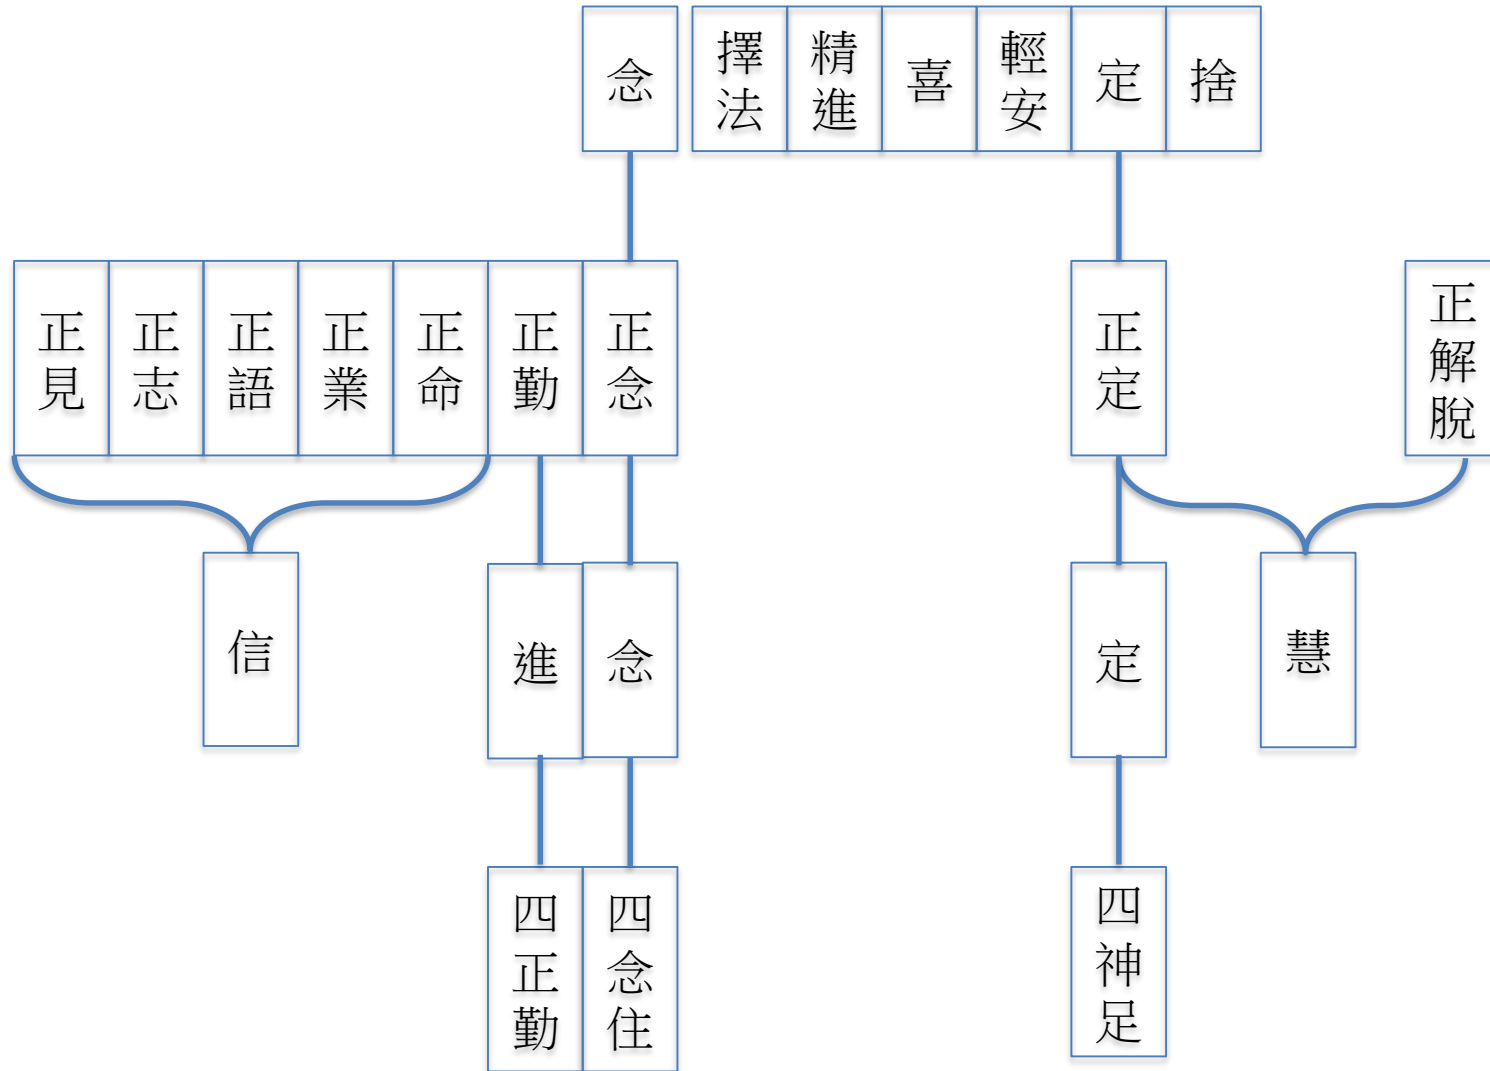 念 擇法 精進 喜 輕安 定 捨
正見 正志 正語 正業 正命 正勤 正念 正定 正解脫
信 進 念 定 慧
四正勤 四念住 四神足